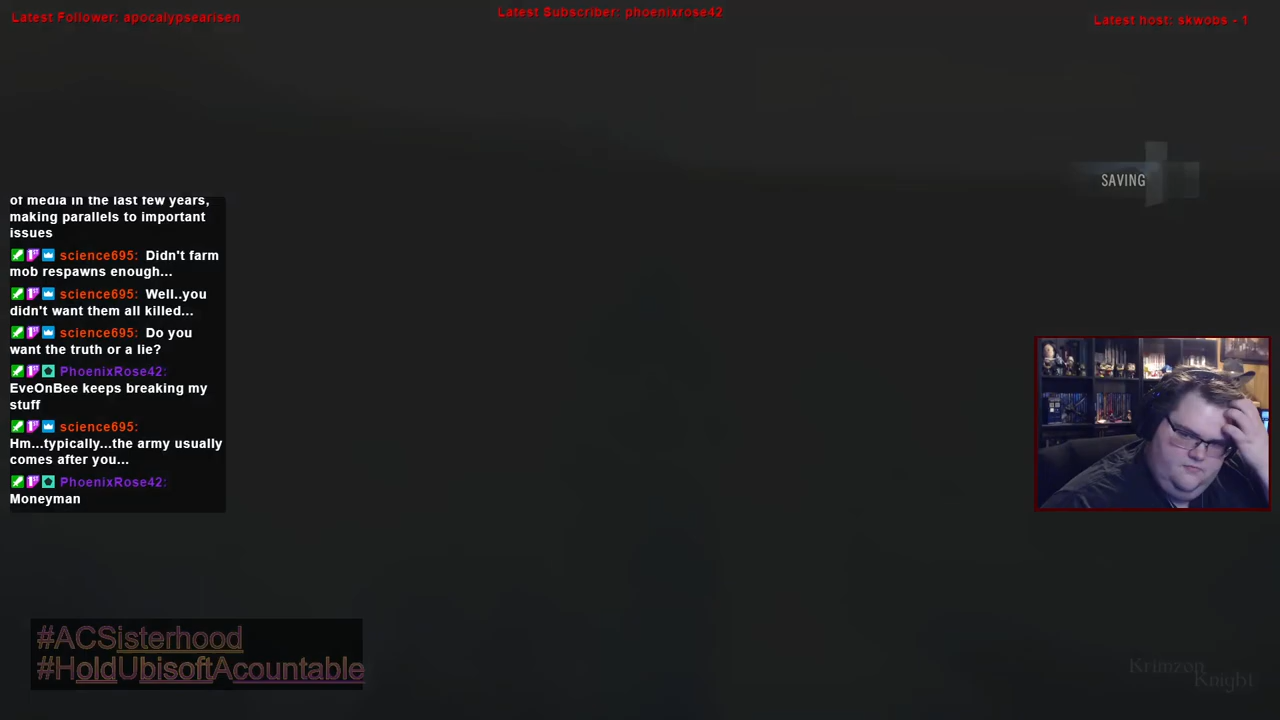 Latest Follower: apocalypsearisen
Latest Subscriber: phoenixrose42
Latest host: skwobs - 1
SAVING
of media in the last few years,
making parallels to important
issues
science695: Didn't farm
mob respawns enough...
science695: Well..you
didn't want them all killed...
science695: Do you
want the truth or a lie?
PhoenixRose42:
EveOnBee keeps breaking my
stuff
science695:
Hm...typically...the army usually
comes after you...
PhoenixRose42:
Moneyman
#ACSisterhood
#HoldUbisoftAcountable
Krimzon
Knight